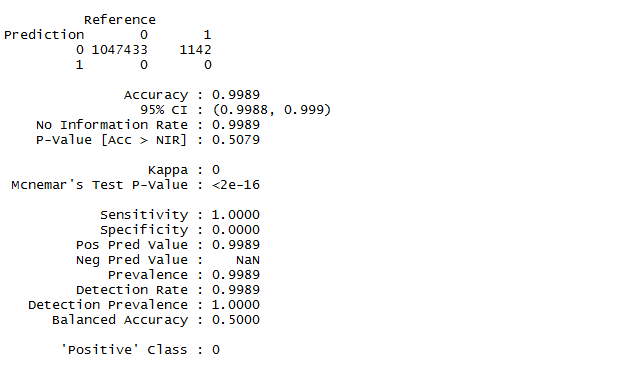 Reference
Prediction 0 1
0 1047433 1142
1 0 0
Accuracy : 0.9989
95% CI : (0.9988, 0.999)
No Information Rate : 0.9989
P-Value [Acc > NIR] : 0.5079
Kappa : 0
Mcnemar's Test P-Value : <2e-16
Sensitivity : 1.0000
Specificity : 0.0000
Pos Pred Value : 0.9989
Neg Pred Value : NaN
Prevalence : 0.9989
Detection Rate : 0.9989
Detection Prevalence : 1.0000
Balanced Accuracy : 0.5000
'Positive' Class : 0